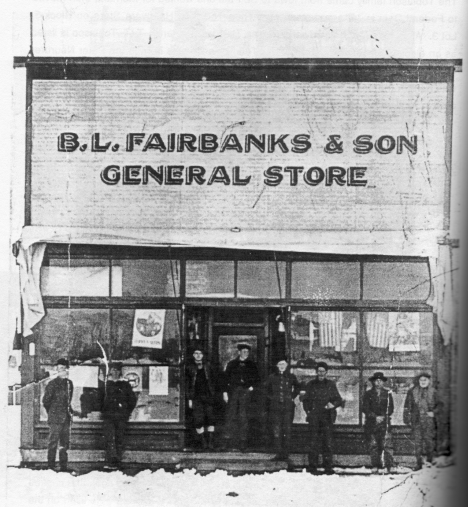 B.L. FAIRBANKS & SON
GENERAL STORE